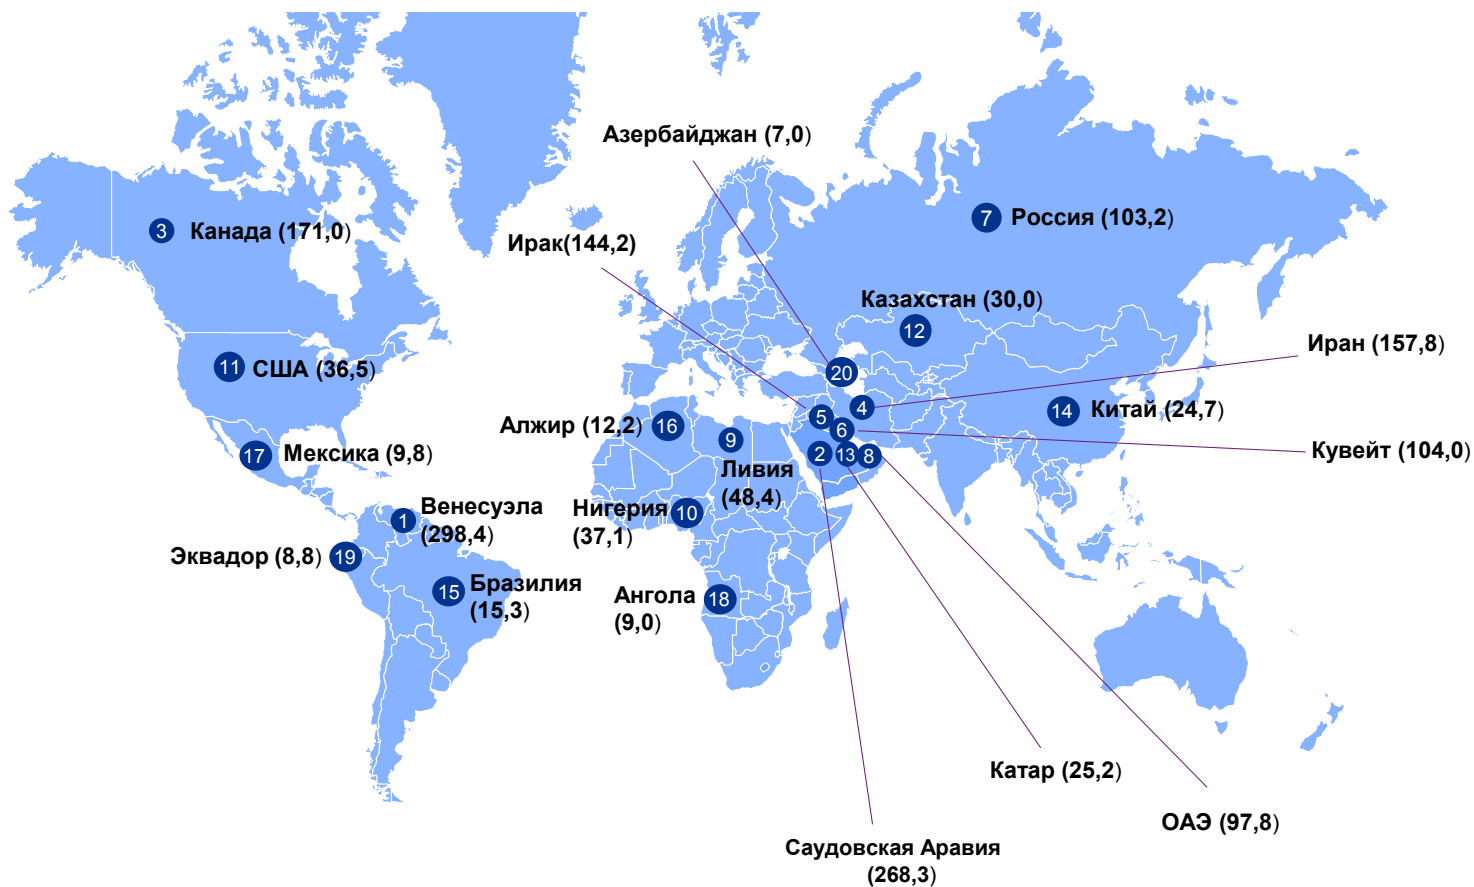 Азербайджан (7,0)
3 Канада (171,0)
7 Россия (103,2)
Ирак(144,2)
Казахстан (30,0)
12
Иран (157,8)
11 США (36,5)
20
14 Китай (24,7)
4
5
Алжир (12,2) 16
9
6
Кувейт (104,0)
17 Мексика (9,8)
2
13
8
Ливия
(48,4)
Венесуэла
1
(298,4)
Нигерия
10
(37,1)
Эквадор (8,8) 19
15 Бразилия
(15,3)
Ангола
18
(9,0)
Катар (25,2)
ОАЭ (97,8)
Саудовская Аравия
(268,3)